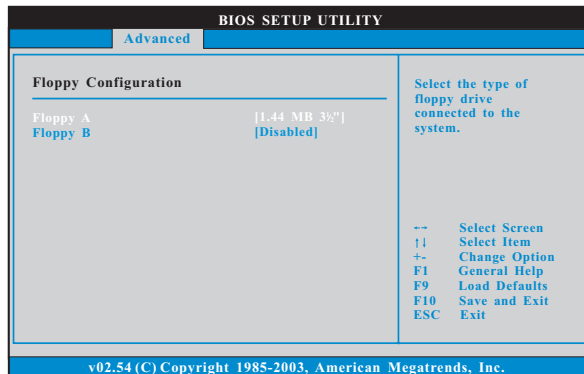 BIOS SETUP UTILITY
Advanced
Floppy Configuration
Floppy A [1.44 MB 3½"]
Floppy B [Disabled]
Select the type of
floppy drive
connected to the
system.
←→ Select Screen
↑↓ Select Item
+- Change Option
F1 General Help
F9 Load Defaults
F10 Save and Exit
ESC Exit
v02.54 (C) Copyright 1985-2003, American Megatrends, Inc.